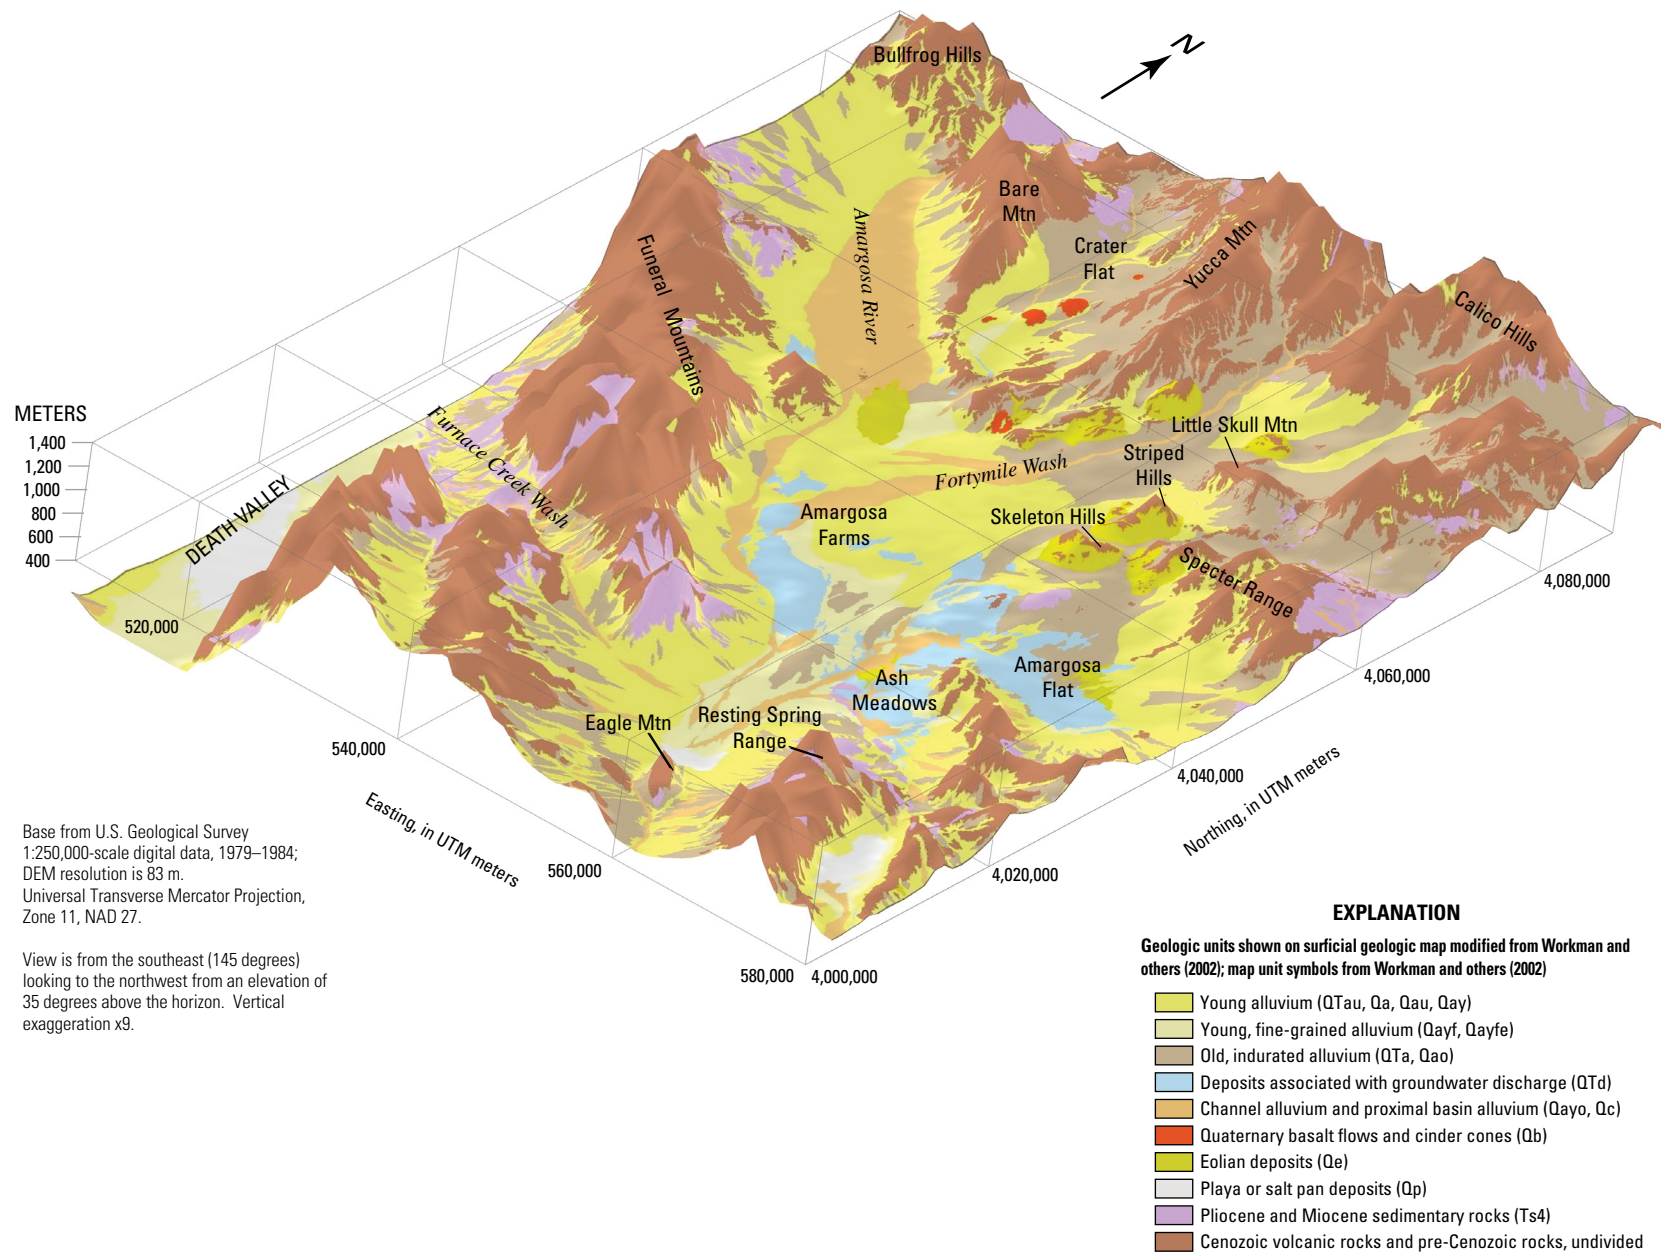 Bullfrog Hills
N
Bare
Mtn
Amargosa River
Crater
Flat
Yucca Mtn
Funeral Mountains
Calico Hills
METERS
1,400
1,200
1,000
800
600
400
Furnace Creek Wash
DEATH VALLEY
Little Skull Mtn
Striped
Hills
Fortymile Wash
Amargosa
Farms
Skeleton Hills
Specter Range
4,080,000
520,000
Ash
Meadows
Amargosa
Flat
4,060,000
Eagle Mtn
Resting Spring
Range
540,000
4,040,000
Easting, in UTM meters
Northing, in UTM meters
560,000
4,020,000
580,000
4,000,000
Base from U.S. Geological Survey
1:250,000-scale digital data, 1979–1984;
DEM resolution is 83 m.
Universal Transverse Mercator Projection,
Zone 11, NAD 27.
View is from the southeast (145 degrees)
looking to the northwest from an elevation of
35 degrees above the horizon. Vertical
exaggeration x9.
EXPLANATION
Geologic units shown on surficial geologic map modified from Workman and
others (2002); map unit symbols from Workman and others (2002)
Young alluvium (QTau, Qa, Qau, Qay)
Young, fine-grained alluvium (Qayf, Qayfe)
Old, indurated alluvium (QTa, Qao)
Deposits associated with groundwater discharge (QTd)
Channel alluvium and proximal basin alluvium (Qayo, Qc)
Quaternary basalt flows and cinder cones (Qb)
Eolian deposits (Qe)
Playa or salt pan deposits (Qp)
Pliocene and Miocene sedimentary rocks (Ts4)
Cenozoic volcanic rocks and pre-Cenozoic rocks, undivided